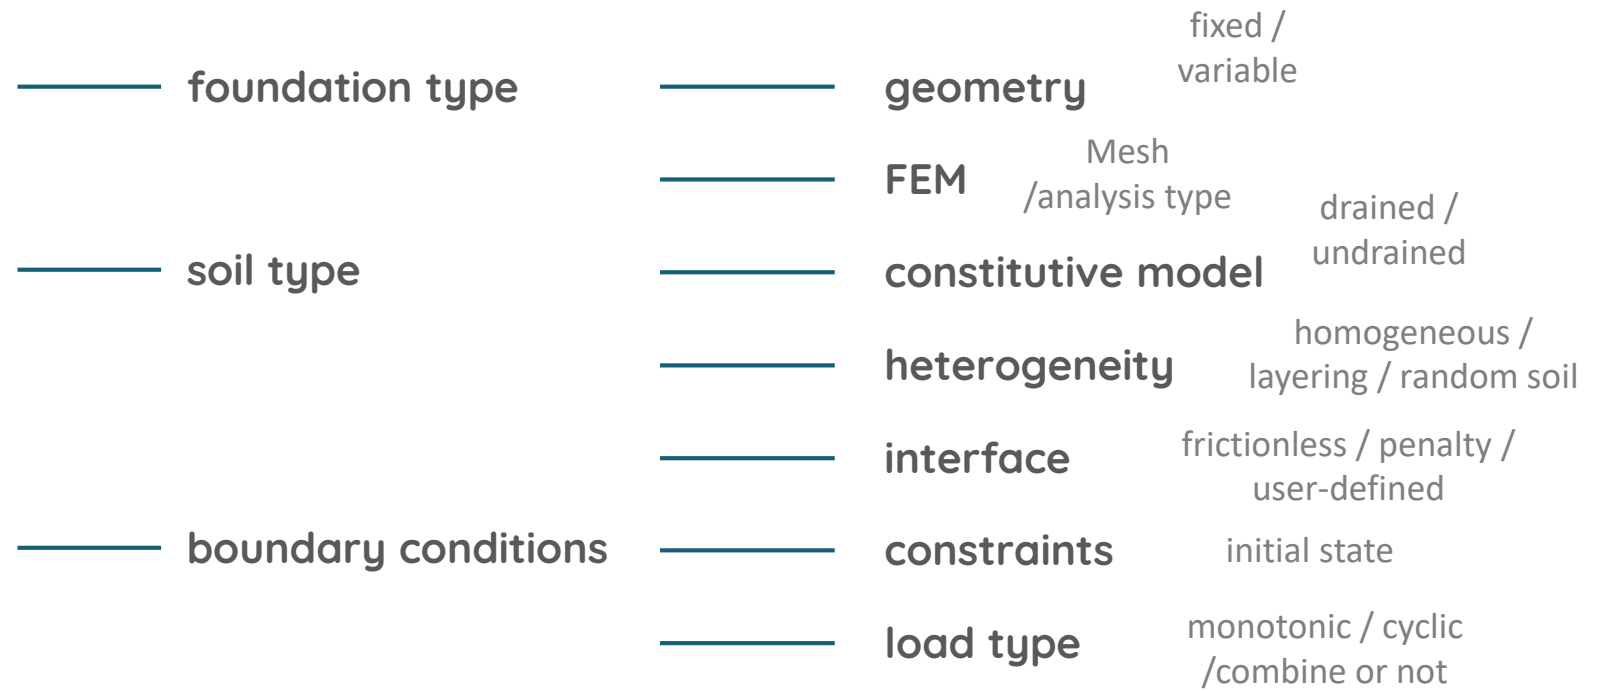 foundation type
geometry
fixed /
variable
FEM
Mesh
/analysis type
soil type
constitutive model
drained /
undrained
heterogeneity
homogeneous /
layering / random soil
interface
frictionless / penalty /
user-defined
boundary conditions
constraints
initial state
load type
monotonic / cyclic
/combine or not